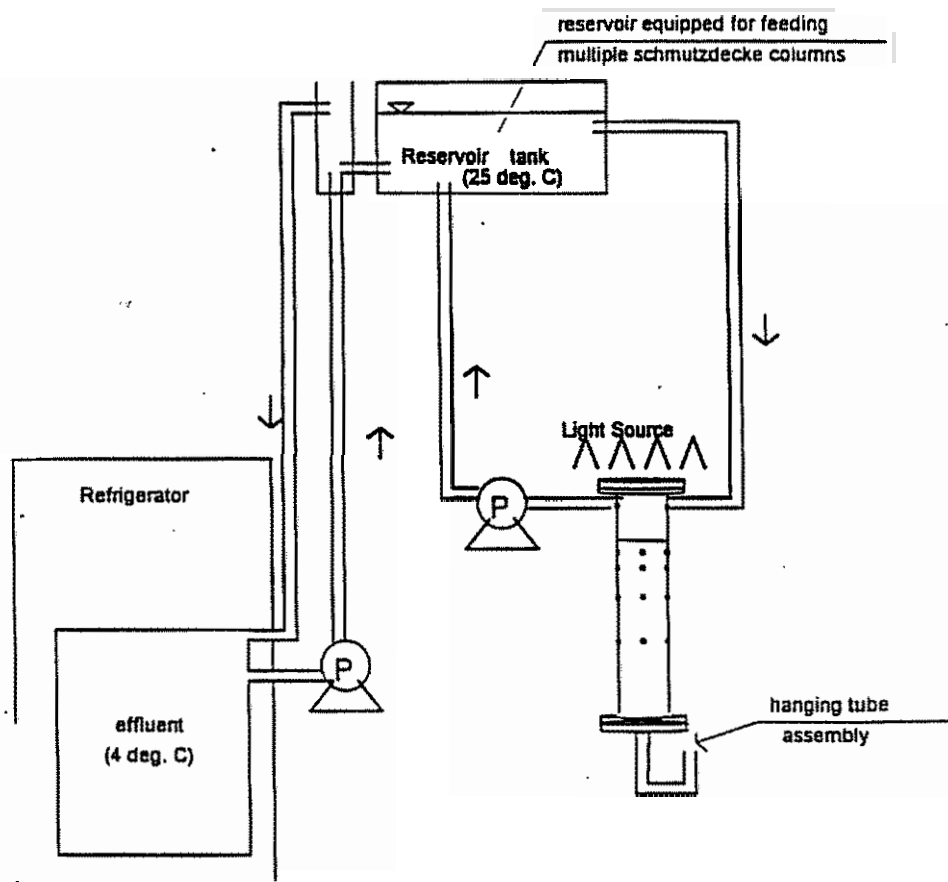 reservoir equipped for feeding
multiple schmutzdecke columns
Reservoir tank
(25 deg. C)
Light Source
Refrigerator
P
P
effluent
(4 deg. C)
hanging tube
assembly